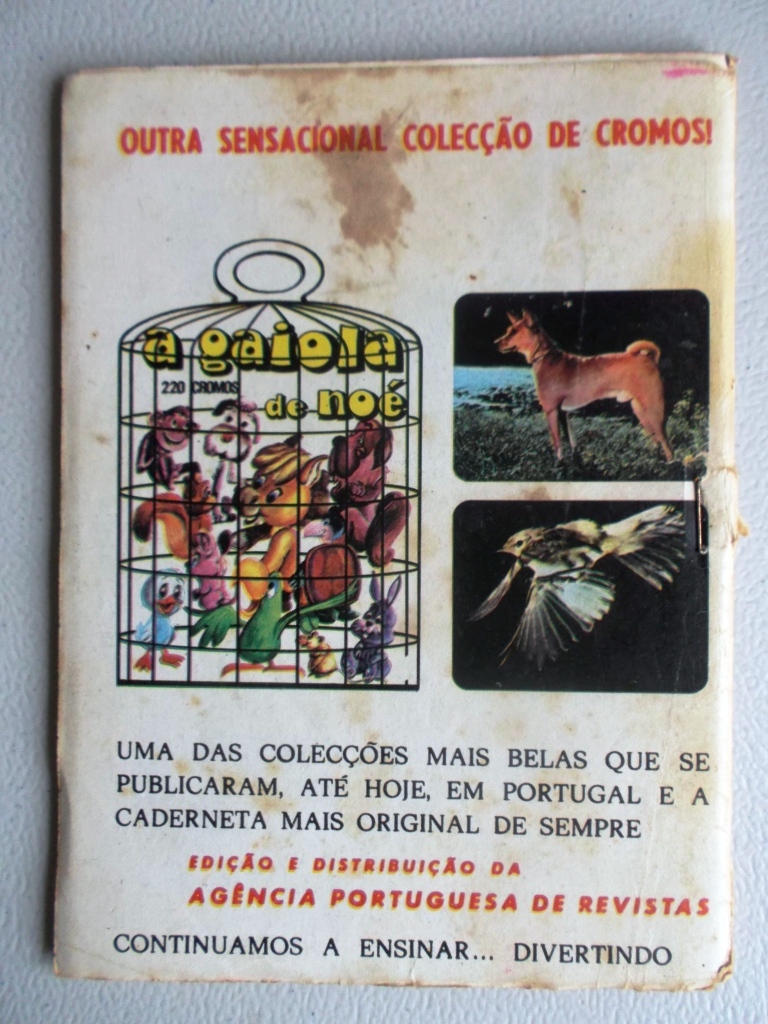 OUTRA SENSACIONAL COLECÇÃO DE CROMOS!
a gaiola
220 CROMOS
de noé
UMA DAS COLECÇÕES MAIS BELAS QUE SE
PUBLICARAM, ATÉ HOJE, EM PORTUGAL E A
CADERNETA MAIS ORIGINAL DE SEMPRE
EDIÇÃO E DISTRIBUIÇÃO DA
AGÊNCIA PORTUGUESA DE REVISTAS
CONTINUAMOS A ENSINAR... DIVERTINDO